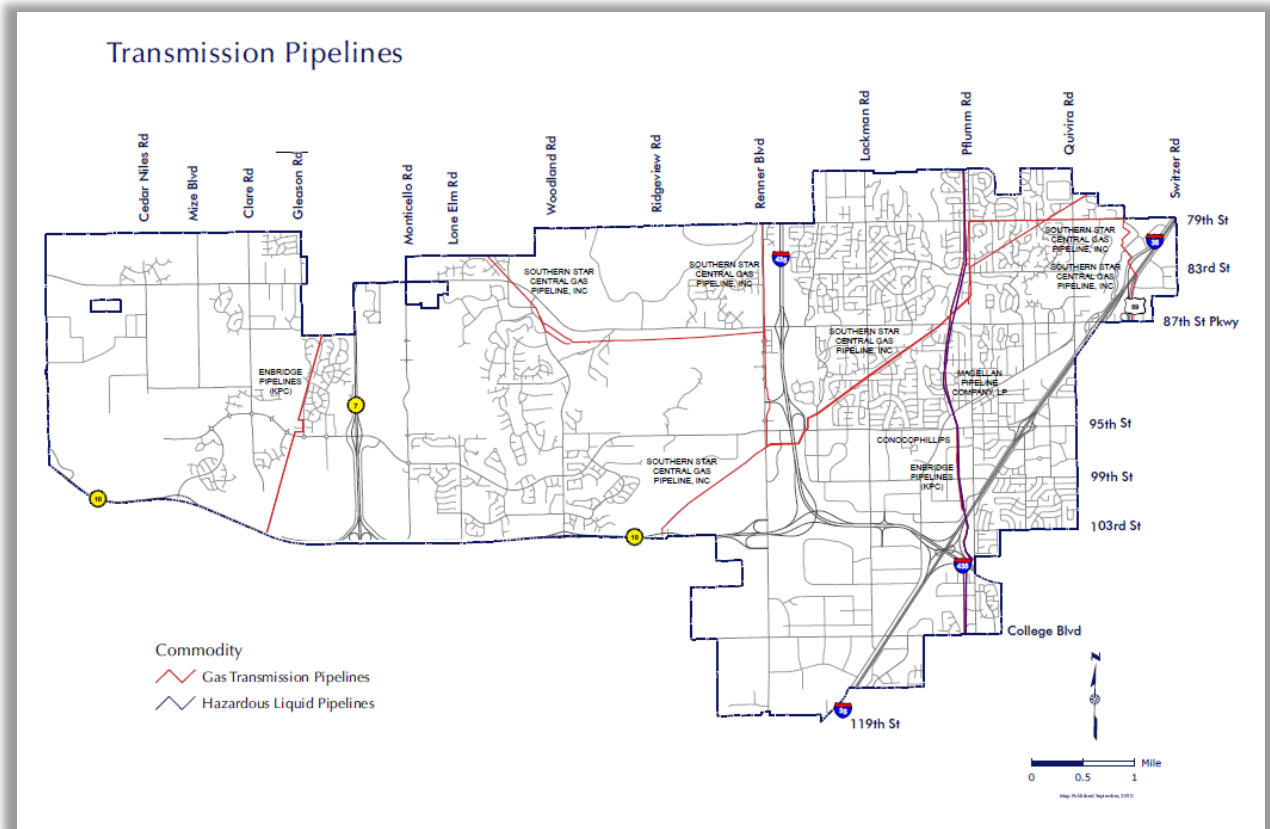 Transmission Pipelines
Cedar Niles Rd
Mize Blvd
Clare Rd
Gleason Rd
Monticello Rd
Lone Elm Rd
Woodland Rd
Ridgeview Rd
Renner Blvd
Lackman Rd
Pflumm Rd
Quivira Rd
Switzer Rd
79th St
83rd St
87th St Pkwy
95th St
99th St
103rd St
College Blvd
119th St
SOUTHERN STAR
CENTRAL GAS
PIPELINE, INC
SOUTHERN STAR
CENTRAL GAS
PIPELINE, INC
SOUTHERN STAR
CENTRAL GAS
PIPELINE, INC
SOUTHERN STAR
CENTRAL GAS
PIPELINE, INC
SOUTHERN STAR
CENTRAL GAS
PIPELINE, INC
ENBRIDGE
PIPELINES
(KPC)
MAGELLAN
PIPELINE
COMPANY, LP
CONOCOPHILLIPS
ENBRIDGE
PIPELINES
(KPC)
SOUTHERN STAR
CENTRAL GAS
PIPELINE, INC
435
35
69
7
10
10
435
35
Commodity
Gas Transmission Pipelines
Hazardous Liquid Pipelines
N
Mile
0 0.5 1
Map Published September, 2010